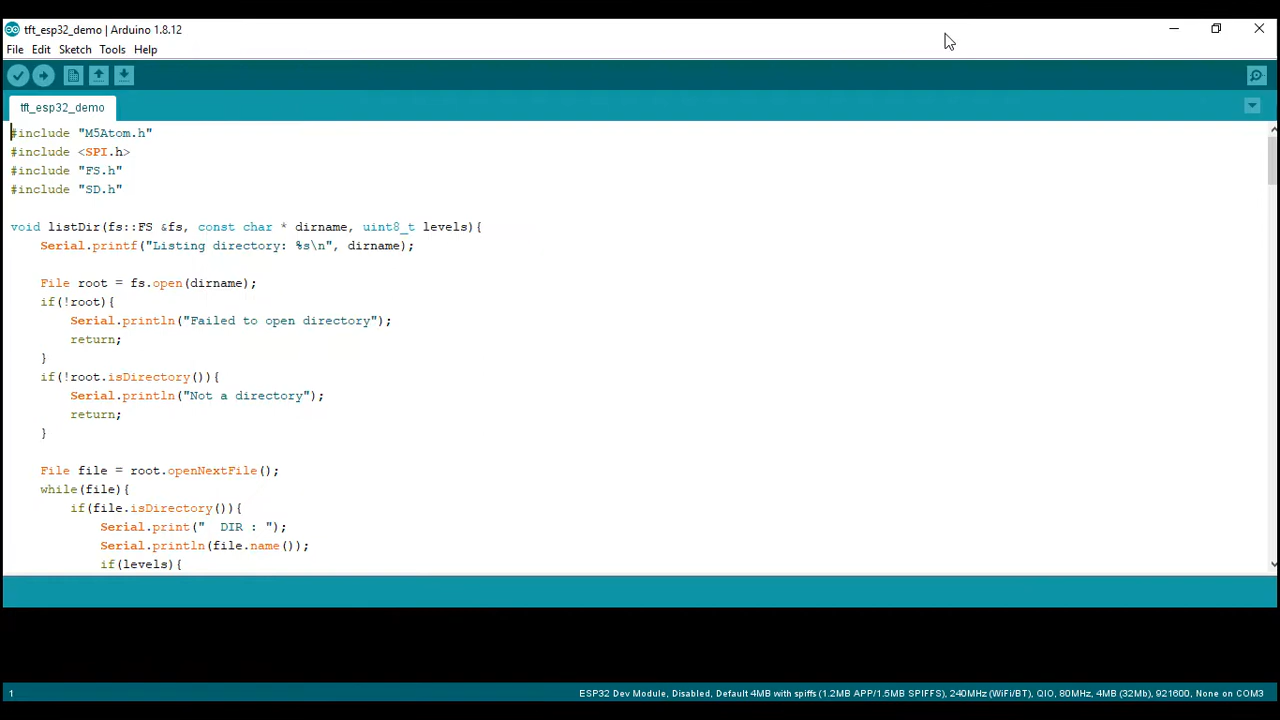 tft_esp32_demo | Arduino 1.8.12
File Edit Sketch Tools Help
tft_esp32_demo
#include "M5Atom.h"
#include <SPI.h>
#include "FS.h"
#include "SD.h"
void listDir(fs::FS &fs, const char * dirname, uint8_t levels){
Serial.printf("Listing directory: %s\n", dirname);
File root = fs.open(dirname);
if(!root){
Serial.println("Failed to open directory");
return;
}
if(!root.isDirectory()){
Serial.println("Not a directory");
return;
}
File file = root.openNextFile();
while(file){
if(file.isDirectory()){
Serial.print("  DIR : ");
Serial.println(file.name());
if(levels){
1
ESP32 Dev Module, Disabled, Default 4MB with spiffs (1.2MB APP/1.5MB SPIFFS), 240MHz (WiFi/BT), QIO, 80MHz, 4MB (32Mb), 921600, None on COM3